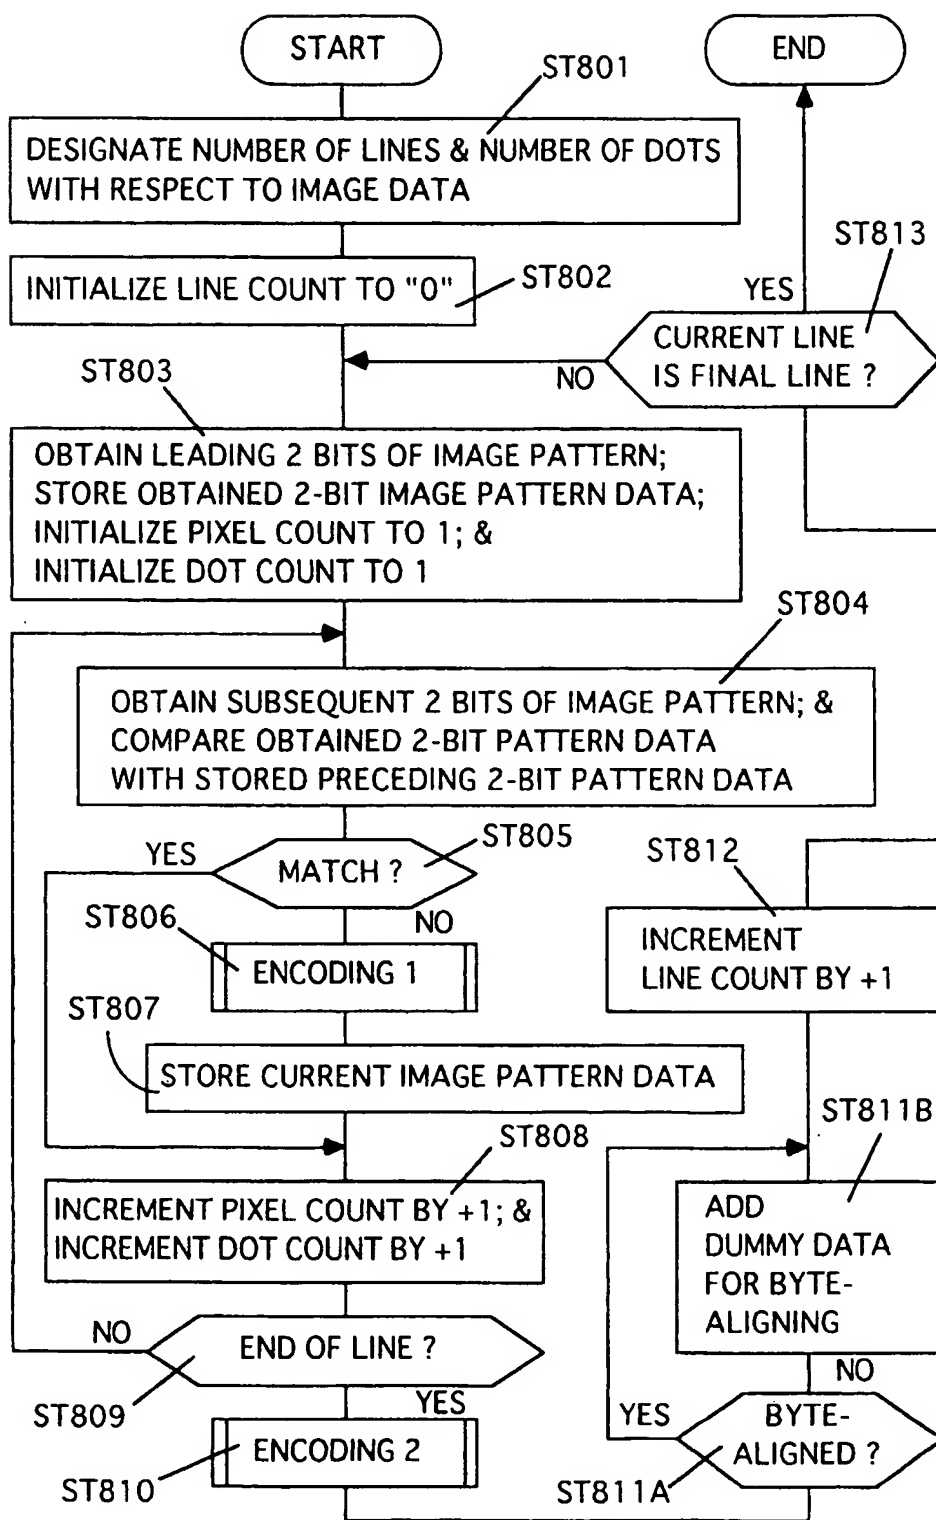 START
END
ST801
DESIGNATE NUMBER OF LINES & NUMBER OF DOTS
WITH RESPECT TO IMAGE DATA
ST802
INITIALIZE LINE COUNT TO "0"
ST813
YES
CURRENT LINE
IS FINAL LINE ?
NO
ST803
OBTAIN LEADING 2 BITS OF IMAGE PATTERN;
STORE OBTAINED 2-BIT IMAGE PATTERN DATA;
INITIALIZE PIXEL COUNT TO 1; &
INITIALIZE DOT COUNT TO 1
ST804
OBTAIN SUBSEQUENT 2 BITS OF IMAGE PATTERN; &
COMPARE OBTAINED 2-BIT PATTERN DATA
WITH STORED PRECEDING 2-BIT PATTERN DATA
ST805
YES
MATCH ?
NO
ST806
ENCODING 1
ST807
STORE CURRENT IMAGE PATTERN DATA
ST808
INCREMENT PIXEL COUNT BY +1; &
INCREMENT DOT COUNT BY +1
NO
END OF LINE ?
ST809
YES
ENCODING 2
ST810
ST812
INCREMENT
LINE COUNT BY +1
ST811B
ADD
DUMMY DATA
FOR BYTE-
ALIGNING
NO
YES
BYTE-
ALIGNED ?
ST811A